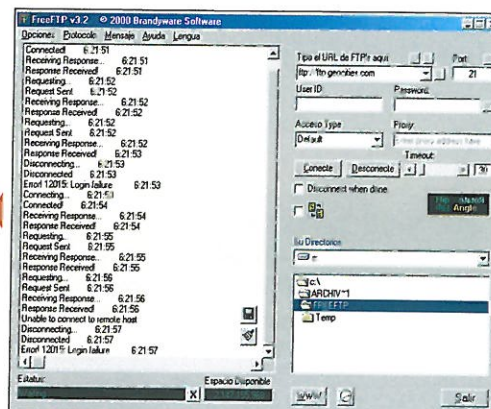 FreeFTP v3.2 © 2000 Brandyware Software
Opciones Protocolo Mensaje Ayuda Lengua
Connected 6:21:51
Receiving Response... 6:21:51
Response Received 6:21:51
Requesting... 6:21:52
Request Sent 6:21:52
Receiving Response... 6:21:52
Response Received 6:21:52
Requesting... 6:21:52
Request Sent 6:21:52
Receiving Response... 6:21:52
Response Received 6:21:53
Disconnecting... 6:21:53
Disconnected 6:21:53
Error! 12015: Login failure 6:21:53
Connecting... 6:21:53
Connected 6:21:54
Receiving Response... 6:21:54
Response Received 6:21:54
Requesting... 6:21:55
Request Sent 6:21:55
Receiving Response... 6:21:55
Response Received 6:21:55
Requesting... 6:21:56
Request Sent 6:21:56
Receiving Response... 6:21:56
Response Received 6:21:56
Unable to connect to remote host
Disconnecting... 6:21:57
Disconnected 6:21:57
Error! 12015: Login failure 6:21:57
Estatus:
X
Espacio Disponible
Tipo el URL de FTPlr aqui
Port:
ftp://ftp.geocities.com
21
User ID:
Password:
Acceso Type
Proxy:
Default
Enter proxy address here
Timeout:
Conecte
Desconecte
30
Disconnect when done
Angle
Su Directorios
c:
c:\
ARCHIV~1
FREEFTP
Temp
WWW
Salir